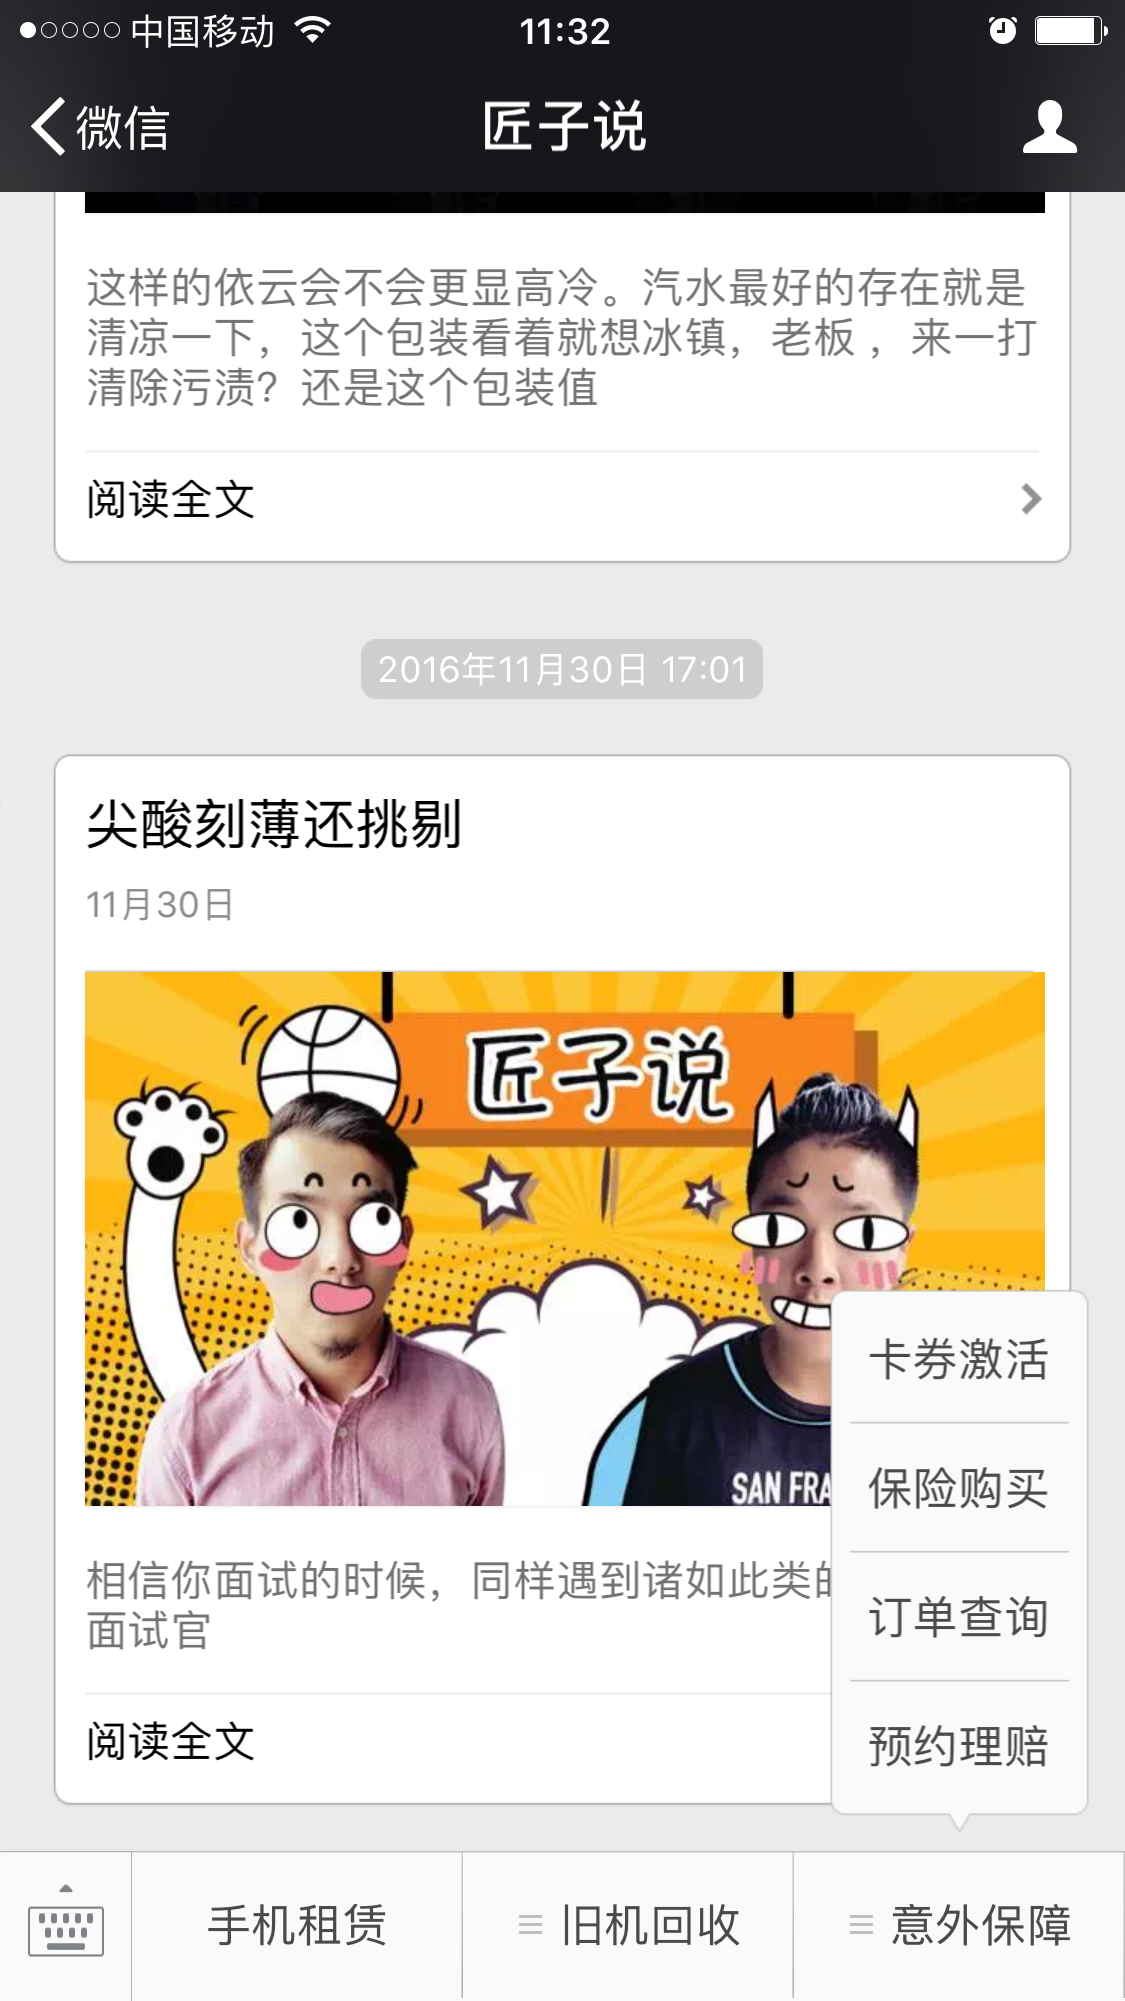 中国移动
11:32
微信
匠子说
这样的依云会不会更显高冷。汽水最好的存在就是
清凉一下，这个包装看着就想冰镇，老板 ，来一打
清除污渍？还是这个包装值
阅读全文
2016年11月30日 17:01
尖酸刻薄还挑剔
11月30日
匠子说
SAN FRA
相信你面试的时候，同样遇到诸如此类的
面试官
阅读全文
卡券激活
保险购买
订单查询
预约理赔
手机租赁
旧机回收
意外保障